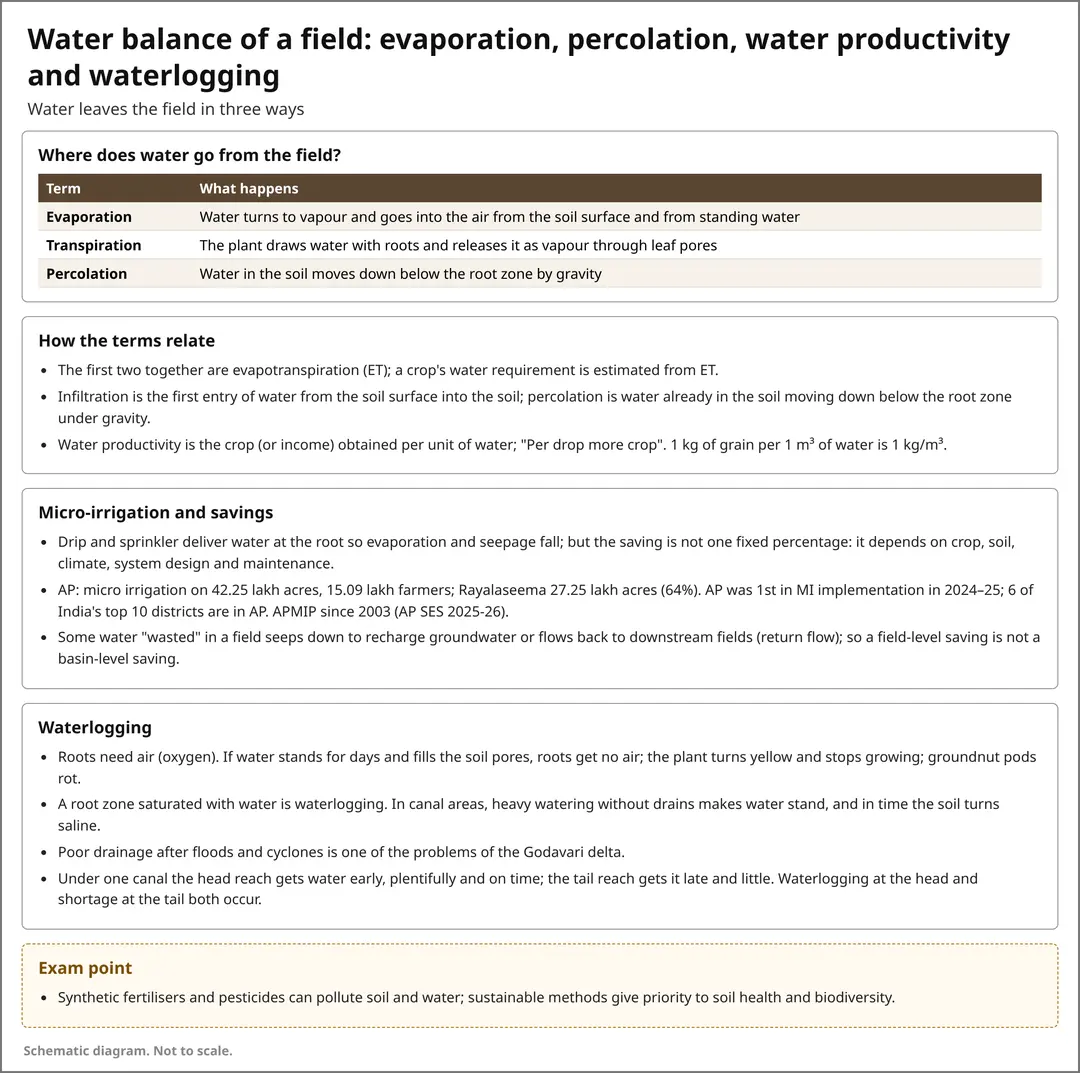 Water balance of a field: evaporation, percolation, water productivity
and waterlogging
Water leaves the field in three ways
Where does water go from the field?
Term What happens
Evaporation Water turns to vapour and goes into the air from the soil surface and from standing water
Transpiration The plant draws water with roots and releases it as vapour through leaf pores
Percolation Water in the soil moves down below the root zone by gravity
How the terms relate
• The first two together are evapotranspiration (ET); a crop's water requirement is estimated from ET.
• Infiltration is the first entry of water from the soil surface into the soil; percolation is water already in the soil moving down below the root zone
under gravity.
• Water productivity is the crop (or income) obtained per unit of water; "Per drop more crop". 1 kg of grain per 1 m³ of water is 1 kg/m³.
Micro-irrigation and savings
• Drip and sprinkler deliver water at the root so evaporation and seepage fall; but the saving is not one fixed percentage: it depends on crop, soil,
climate, system design and maintenance.
• AP: micro irrigation on 42.25 lakh acres, 15.09 lakh farmers; Rayalaseema 27.25 lakh acres (64%). AP was 1st in MI implementation in 2024–25; 6 of
India's top 10 districts are in AP. APMIP since 2003 (AP SES 2025-26).
• Some water "wasted" in a field seeps down to recharge groundwater or flows back to downstream fields (return flow); so a field-level saving is not a
basin-level saving.
Waterlogging
• Roots need air (oxygen). If water stands for days and fills the soil pores, roots get no air; the plant turns yellow and stops growing; groundnut pods
rot.
• A root zone saturated with water is waterlogging. In canal areas, heavy watering without drains makes water stand, and in time the soil turns
saline.
• Poor drainage after floods and cyclones is one of the problems of the Godavari delta.
• Under one canal the head reach gets water early, plentifully and on time; the tail reach gets it late and little. Waterlogging at the head and
shortage at the tail both occur.
Exam point
• Synthetic fertilisers and pesticides can pollute soil and water; sustainable methods give priority to soil health and biodiversity.
Schematic diagram. Not to scale.